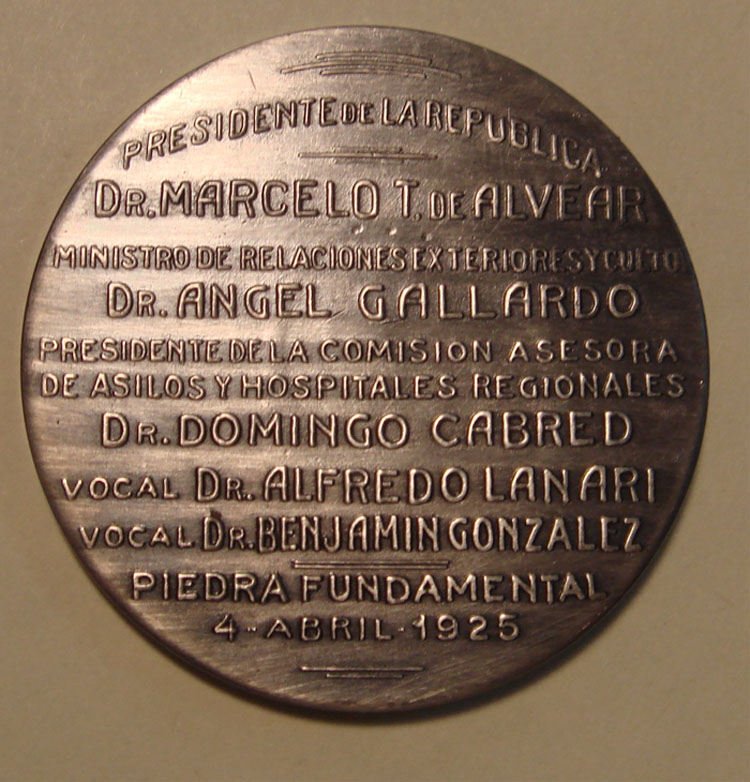 PRESIDENTE DE LA REPUBLICA
DR. MARCELO T. DE ALVEAR
MINISTRO DE RELACIONES EXTERIORES Y CULTO
DR. ANGEL GALLARDO
PRESIDENTE DE LA COMISION ASESORA
DE ASILOS Y HOSPITALES REGIONALES
DR. DOMINGO CABRED
VOCAL DR. ALFREDO LANARI
VOCAL DR. BENJAMIN GONZALEZ
PIEDRA FUNDAMENTAL
4-ABRIL-1925